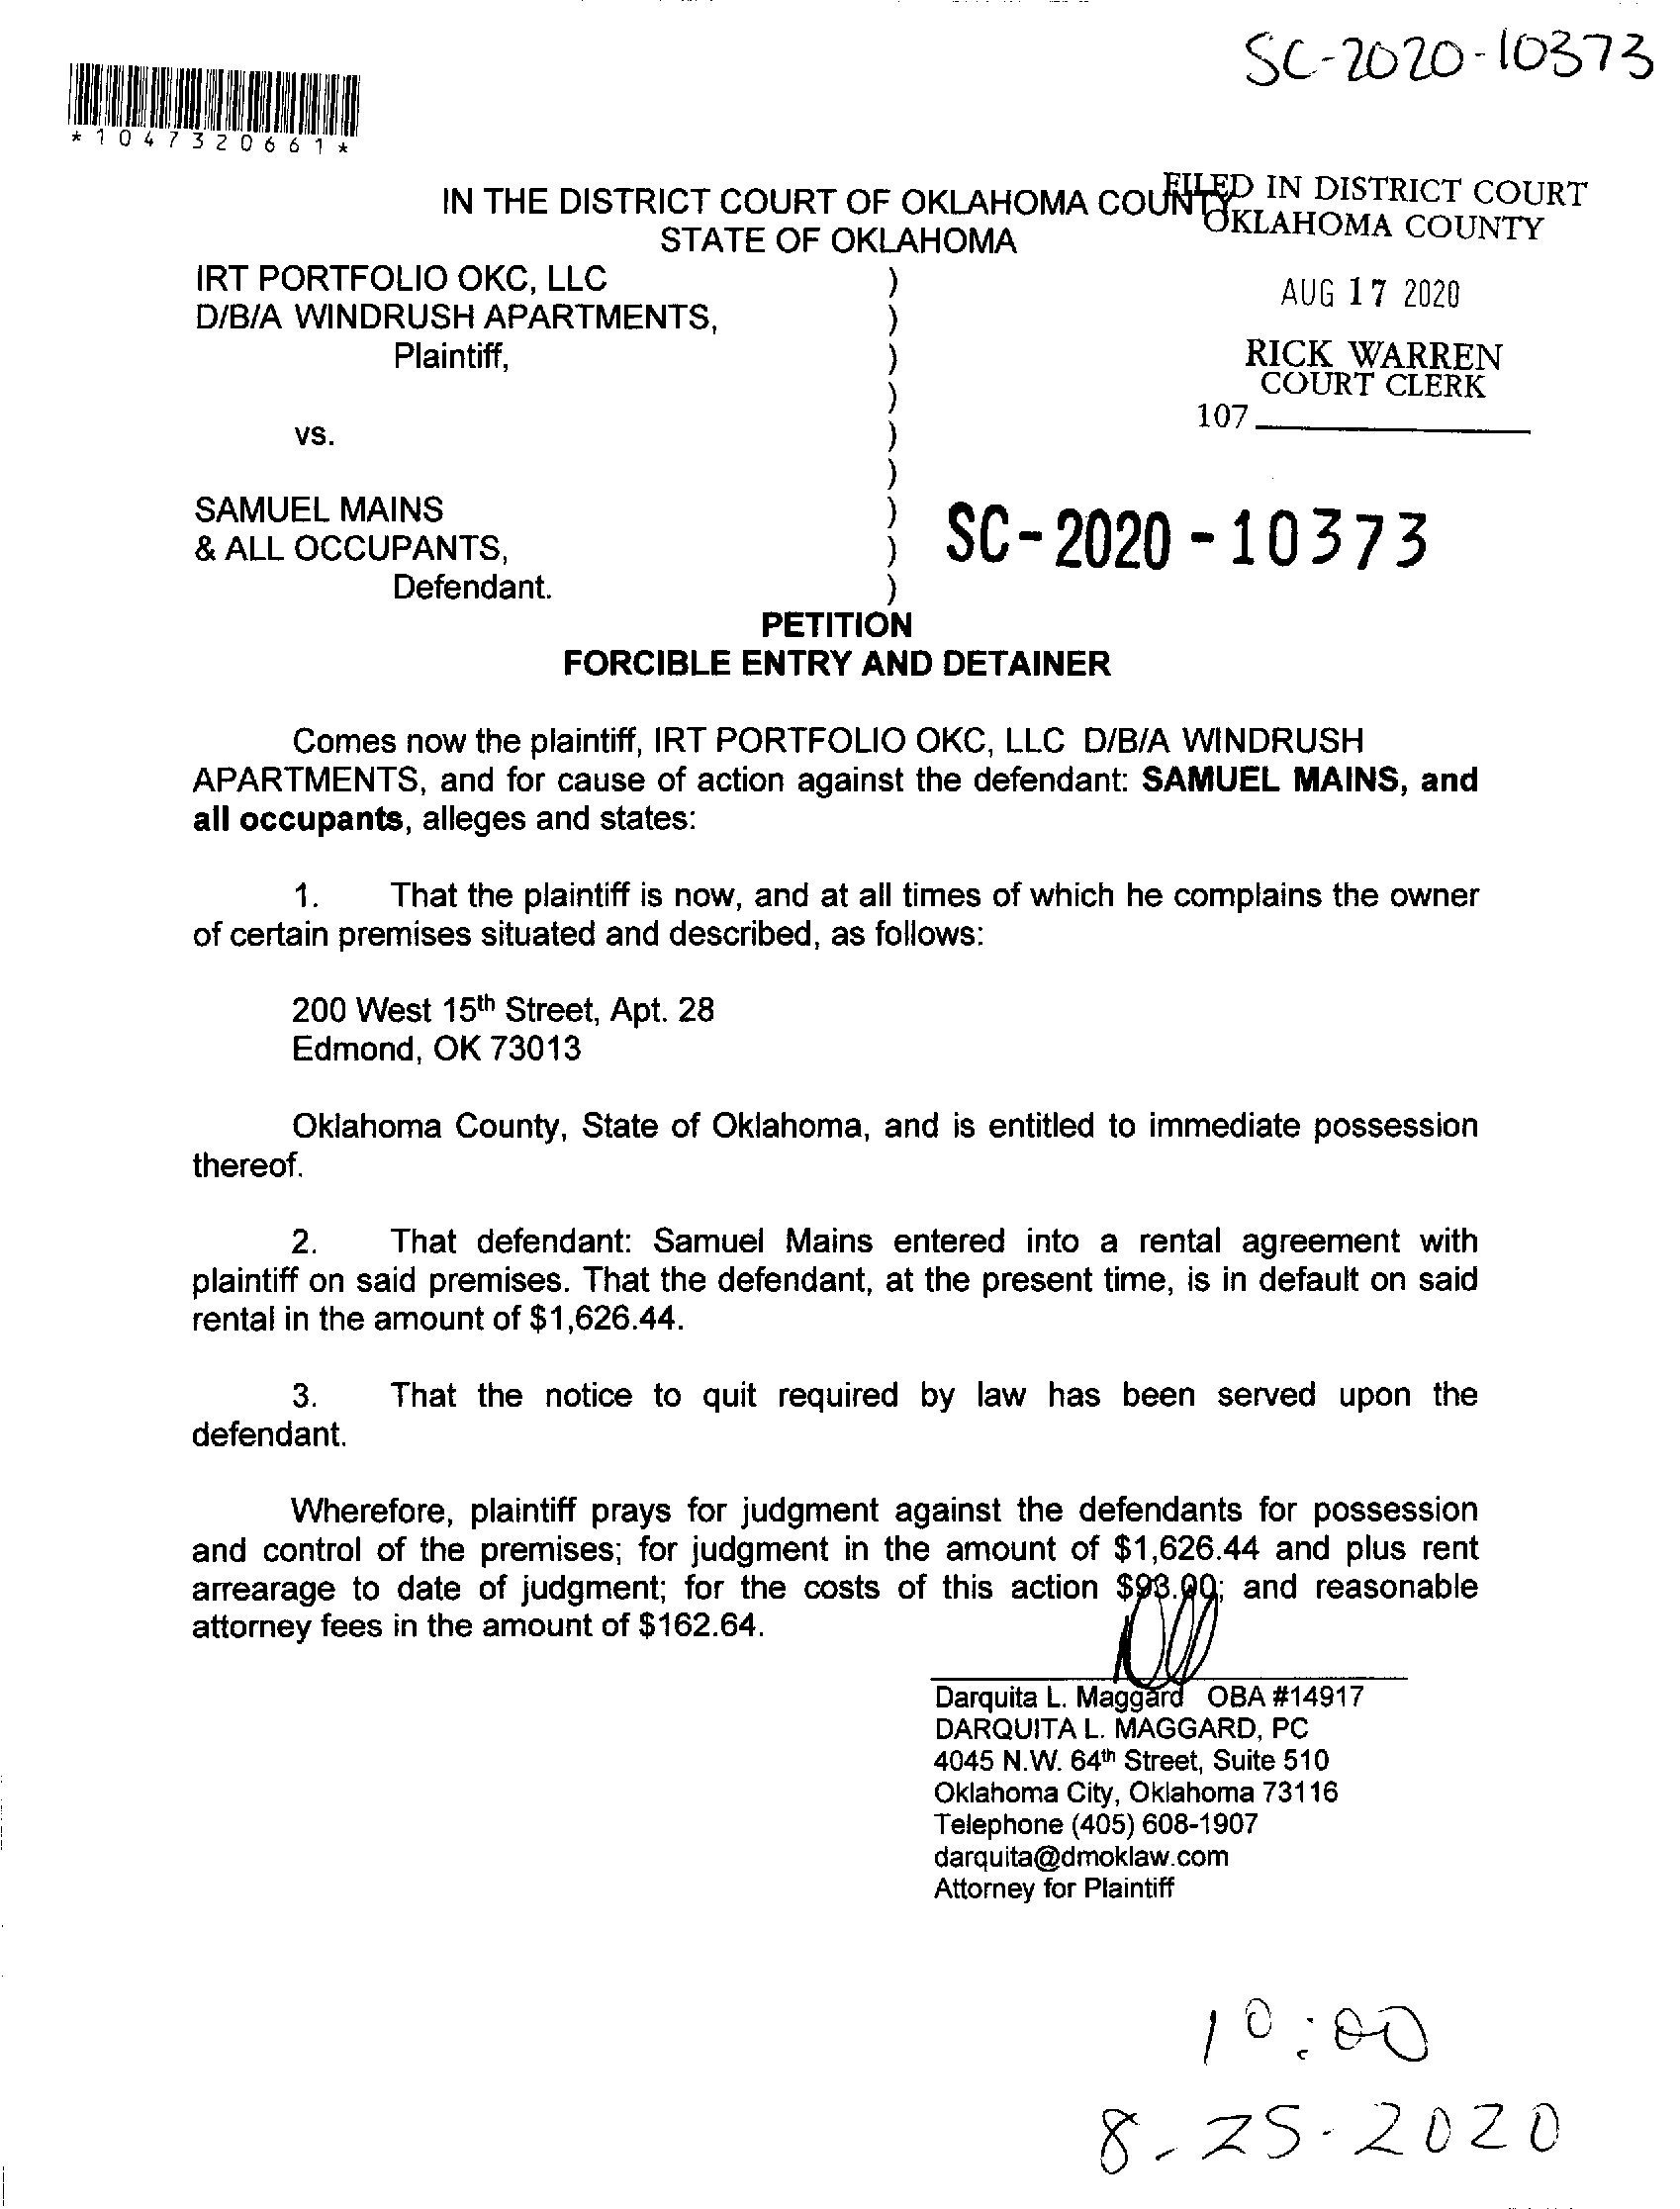 SC-2020-10373
*1047320661*
IN THE DISTRICT COURT OF OKLAHOMA COUNTY
STATE OF OKLAHOMA
FILED IN DISTRICT COURT
OKLAHOMA COUNTY
AUG 17 2020
RICK WARREN
COURT CLERK
107
IRT PORTFOLIO OKC, LLC )
D/B/A WINDRUSH APARTMENTS, )
Plaintiff, )
)
vs. )
)
SAMUEL MAINS )
& ALL OCCUPANTS, )
Defendant. )
SC-2020-10373
PETITION
FORCIBLE ENTRY AND DETAINER
Comes now the plaintiff, IRT PORTFOLIO OKC, LLC D/B/A WINDRUSH
APARTMENTS, and for cause of action against the defendant: SAMUEL MAINS, and
all occupants, alleges and states:
1. That the plaintiff is now, and at all times of which he complains the owner
of certain premises situated and described, as follows:
200 West 15th Street, Apt. 28
Edmond, OK 73013
Oklahoma County, State of Oklahoma, and is entitled to immediate possession
thereof.
2. That defendant: Samuel Mains entered into a rental agreement with
plaintiff on said premises. That the defendant, at the present time, is in default on said
rental in the amount of $1,626.44.
3. That the notice to quit required by law has been served upon the
defendant.
Wherefore, plaintiff prays for judgment against the defendants for possession
and control of the premises; for judgment in the amount of $1,626.44 and plus rent
arrearage to date of judgment; for the costs of this action $93.00; and reasonable
attorney fees in the amount of $162.64.
Darquita L. Maggard OBA #14917
DARQUITA L. MAGGARD, PC
4045 N.W. 64th Street, Suite 510
Oklahoma City, Oklahoma 73116
Telephone (405) 608-1907
darquita@dmoklaw.com
Attorney for Plaintiff
10:00
8-25-2020